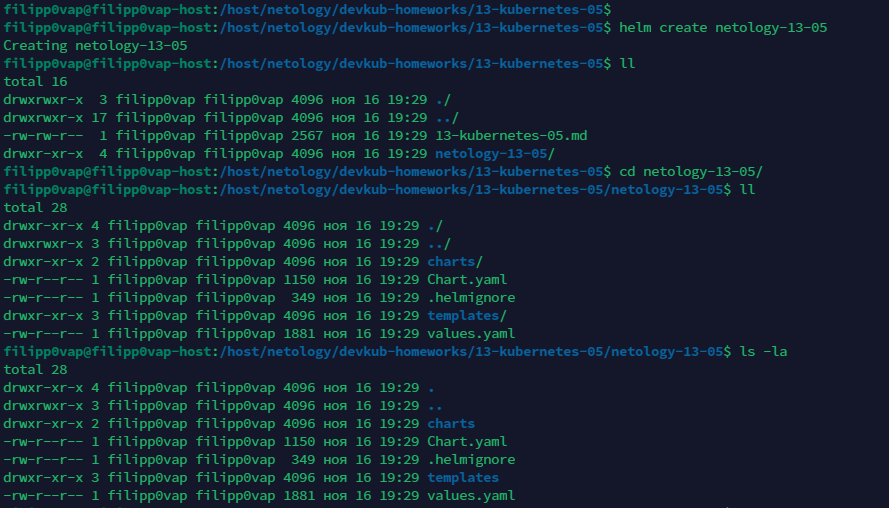 filipp0vap@filipp0vap-host:/host/netology/devkub-homeworks/13-kubernetes-05$
filipp0vap@filipp0vap-host:/host/netology/devkub-homeworks/13-kubernetes-05$ helm create netology-13-05
Creating netology-13-05
filipp0vap@filipp0vap-host:/host/netology/devkub-homeworks/13-kubernetes-05$ ll
total 16
drwxrwxr-x  3 filipp0vap filipp0vap 4096 ноя 16 19:29 ./
drwxrwxr-x 17 filipp0vap filipp0vap 4096 ноя 16 19:29 ../
-rw-rw-r--  1 filipp0vap filipp0vap 2567 ноя 16 19:29 13-kubernetes-05.md
drwxr-xr-x  4 filipp0vap filipp0vap 4096 ноя 16 19:29 netology-13-05/
filipp0vap@filipp0vap-host:/host/netology/devkub-homeworks/13-kubernetes-05$ cd netology-13-05/
filipp0vap@filipp0vap-host:/host/netology/devkub-homeworks/13-kubernetes-05/netology-13-05$ ll
total 28
drwxr-xr-x 4 filipp0vap filipp0vap 4096 ноя 16 19:29 ./
drwxrwxr-x 3 filipp0vap filipp0vap 4096 ноя 16 19:29 ../
drwxr-xr-x 2 filipp0vap filipp0vap 4096 ноя 16 19:29 charts/
-rw-r--r-- 1 filipp0vap filipp0vap 1150 ноя 16 19:29 Chart.yaml
-rw-r--r-- 1 filipp0vap filipp0vap  349 ноя 16 19:29 .helmignore
drwxr-xr-x 3 filipp0vap filipp0vap 4096 ноя 16 19:29 templates/
-rw-r--r-- 1 filipp0vap filipp0vap 1881 ноя 16 19:29 values.yaml
filipp0vap@filipp0vap-host:/host/netology/devkub-homeworks/13-kubernetes-05/netology-13-05$ ls -la
total 28
drwxr-xr-x 4 filipp0vap filipp0vap 4096 ноя 16 19:29 .
drwxrwxr-x 3 filipp0vap filipp0vap 4096 ноя 16 19:29 ..
drwxr-xr-x 2 filipp0vap filipp0vap 4096 ноя 16 19:29 charts
-rw-r--r-- 1 filipp0vap filipp0vap 1150 ноя 16 19:29 Chart.yaml
-rw-r--r-- 1 filipp0vap filipp0vap  349 ноя 16 19:29 .helmignore
drwxr-xr-x 3 filipp0vap filipp0vap 4096 ноя 16 19:29 templates
-rw-r--r-- 1 filipp0vap filipp0vap 1881 ноя 16 19:29 values.yaml